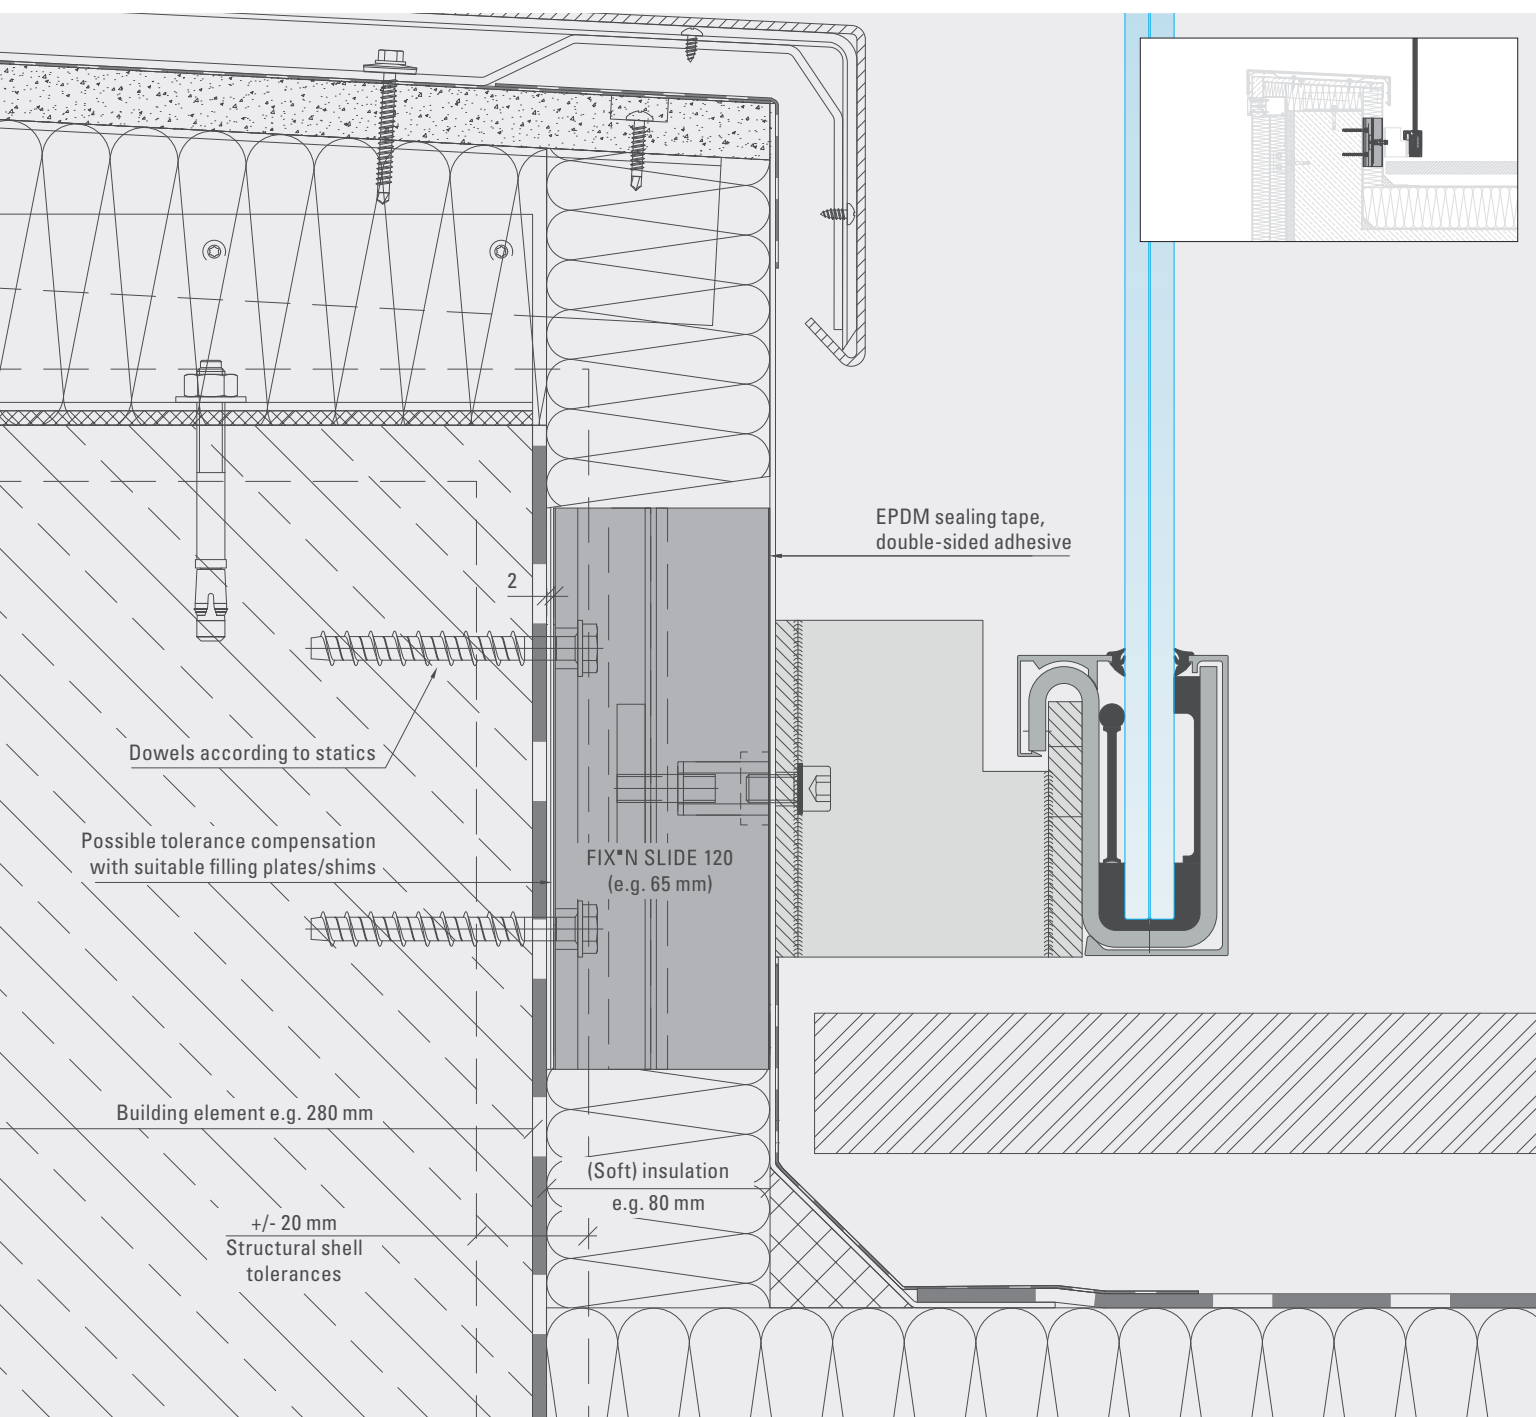 EPDM sealing tape,
double-sided adhesive
2
Dowels according to statics
Possible tolerance compensation
with suitable filling plates/shims
FIX■N SLIDE 120
(e.g. 65 mm)
Building element e.g. 280 mm
(Soft) insulation
e.g. 80 mm
+/- 20 mm
Structural shell
tolerances